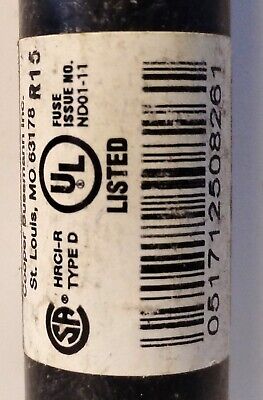 Cooper Bussmann Inc.
St. Louis, MO 63178 R15
UL
FUSE
ISSUE NO.
ND01-11
LISTED
SA
HRCI-R
TYPE D
051712508261